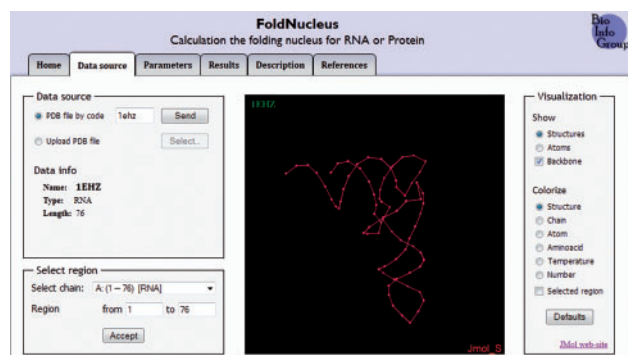 FoldNucleus
Calculation the folding nucleus for RNA or Protein
Bio
Info
Group
Home Data source Parameters Results Description References
Data source
PDB file by code 1ehz Send
Upload PDB file Select..
Data info
Name: 1EHZ
Type: RNA
Length: 76
Select region
Select chain: A: (1 – 76) [RNA]
Region from 1 to 76
Accept
1EHZ
Jmol_S
Visualization
Show
Structures
Atoms
Backbone
Colorize
Structure
Chain
Atom
Aminoacid
Temperature
Number
Selected region
Defaults
JMol web-site